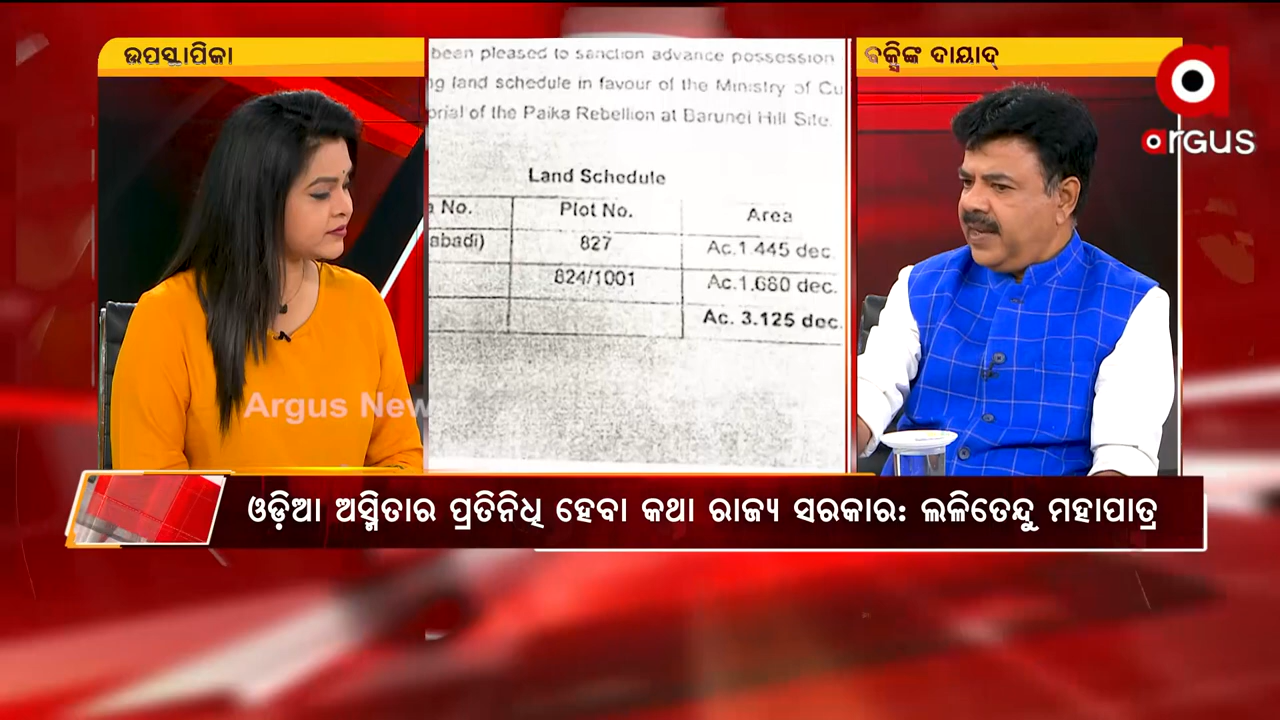 ଉପସ୍ଥାପିକା
ବକ୍ସିଙ୍କ ଦାୟାଦ୍
argus
been pleased to sanction advance possession
land schedule in favour of the Ministry of Cu
of the Paika Rebellion at Barunei Hill Site.
Land Schedule
No. Plot No. Area
abadi) 827 Ac.1.445 dec.
824/1001 Ac.1.680 dec.
Ac. 3.125 dec.
Argus New
ଓଡ଼ିଆ ଅସ୍ମିତାର ପ୍ରତିନିଧି ହେବା କଥା ରାଜ୍ୟ ସରକାର: ଲଳିତେନ୍ଦୁ ମହାପାତ୍ର